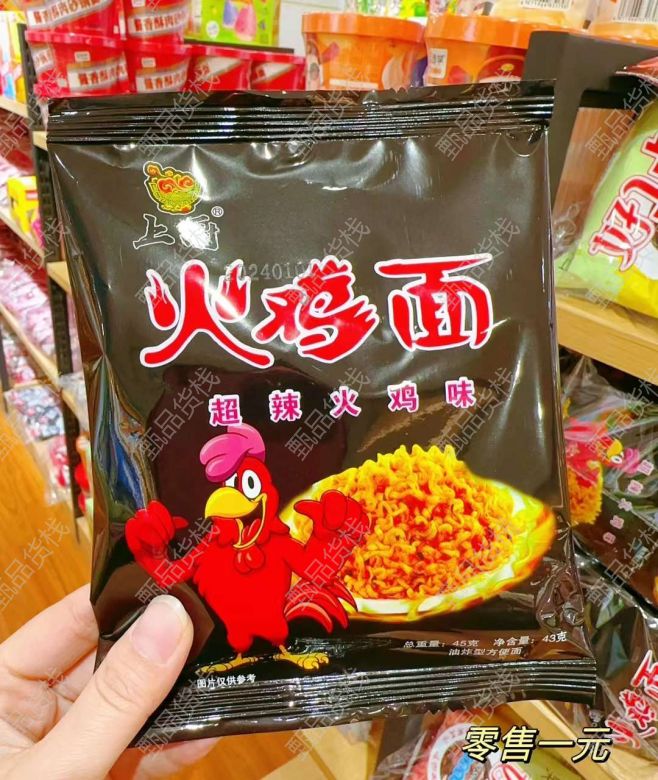 上厨®
火鸡面
超辣火鸡味
总重量：45克 净含量：43克
油炸型方便面
图片仅供参考
零售一元
甄品货栈